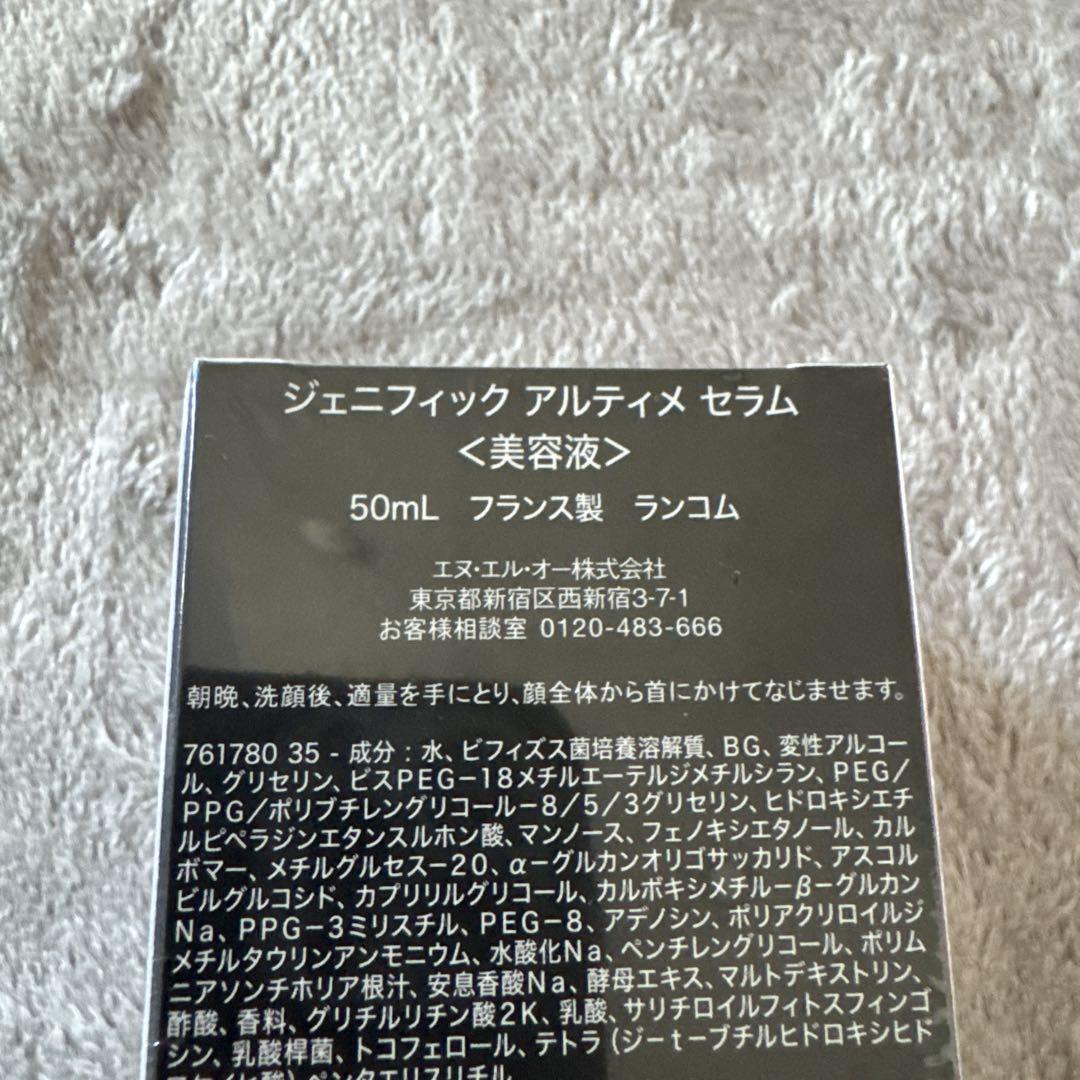 ジェニフィック アルティメ セラム
<美容液>
50mL フランス製 ランコム
エヌ・エル・オー株式会社
東京都新宿区西新宿3-7-1
お客様相談室 0120-483-666
朝晩、洗顔後、適量を手にとり、顔全体から首にかけてなじませます。
761780 35 - 成分：水、ビフィズス菌培養溶解質、BG、変性アルコー
ル、グリセリン、ビスPEG－18メチルエーテルジメチルシラン、PEG/
PPG/ポリブチレングリコール－8/5/3グリセリン、ヒドロキシエチ
ルピペラジンエタンスルホン酸、マンノース、フェノキシエタノール、カル
ボマー、メチルグルセス－20、α－グルカンオリゴサッカリド、アスコル
ビルグルコシド、カプリリルグリコール、カルボキシメチル－β－グルカン
Na、PPG－3ミリスチル、PEG－8、アデノシン、ポリアクリロイルジ
メチルタウリンアンモニウム、水酸化Na、ペンチレングリコール、ポリム
ニアソンチホリア根汁、安息香酸Na、酵母エキス、マルトデキストリン、
酢酸、香料、グリチルリチン酸2K、乳酸、サリチロイルフィトスフィンゴ
シン、乳酸桿菌、トコフェロール、テトラ(ジ－t－ブチルヒドロキシヒド
ペンタエリスリチル